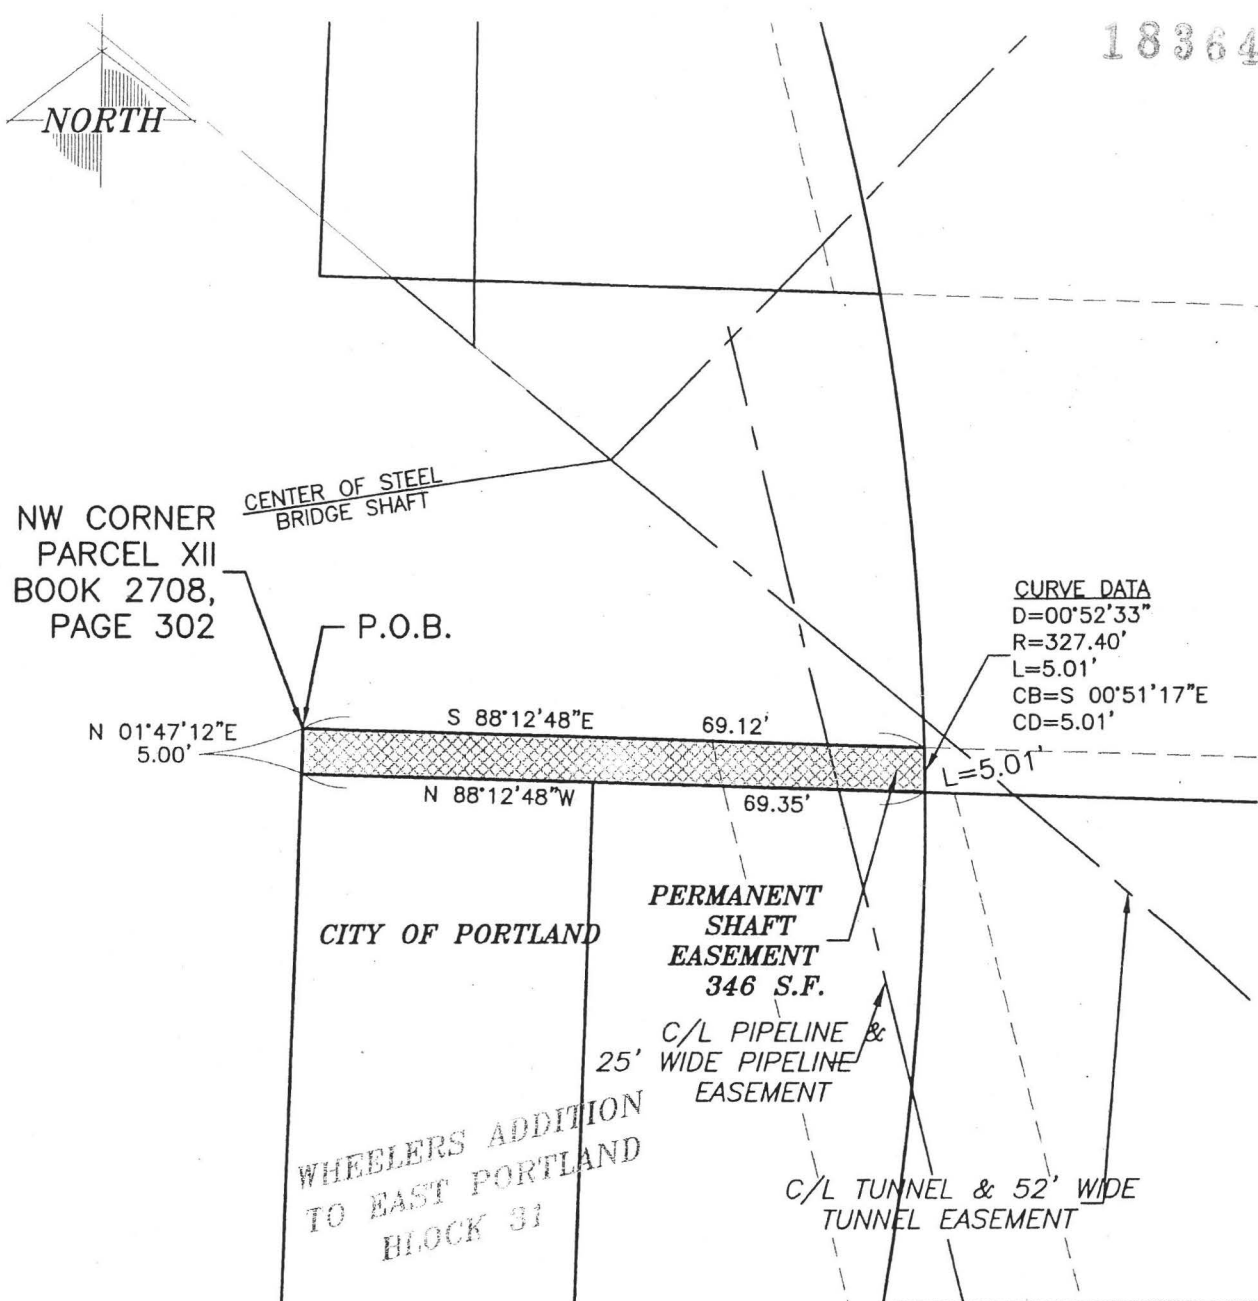 18364
NORTH
CENTER OF STEEL
BRIDGE SHAFT
NW CORNER
PARCEL XII
BOOK 2708,
PAGE 302
P.O.B.
CURVE DATA
D=00°52'33"
R=327.40'
L=5.01'
CB=S 00°51'17"E
CD=5.01'
N 01°47'12"E
5.00'
S 88°12'48"E 69.12'
L=5.01'
N 88°12'48"W 69.35'
PERMANENT
SHAFT
EASEMENT
346 S.F.
CITY OF PORTLAND
C/L PIPELINE &
25' WIDE PIPELINE
EASEMENT
WHEELERS ADDITION
TO EAST PORTLAND
BLOCK 31
C/L TUNNEL & 52' WIDE
TUNNEL EASEMENT